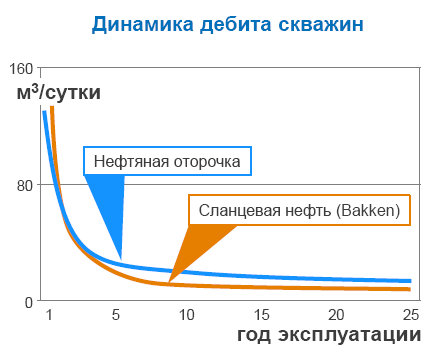 Динамика дебита скважин
160
м³/сутки
Нефтяная оторочка
80
Сланцевая нефть (Bakken)
0
1 5 10 15 20 25
год эксплуатации